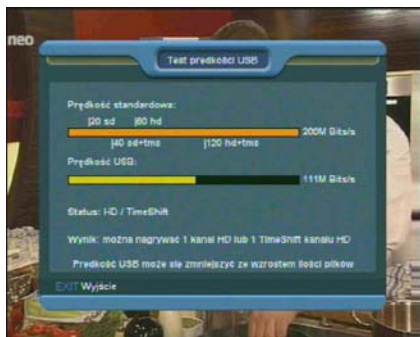 neo
Test prędkości USB
Prędkość standardowa:
|20 sd |60 hd
200M Bits/s
|40 sd+tms |120 hd+tms
Prędkość USB:
111M Bits/s
Status: HD / TimeShift
Wynik: można nagrywać 1 kanał HD lub 1 TimeShift kanału HD
Prędkość USB może się zmniejszyć ze wzrostem ilości plików
EXIT Wyjście